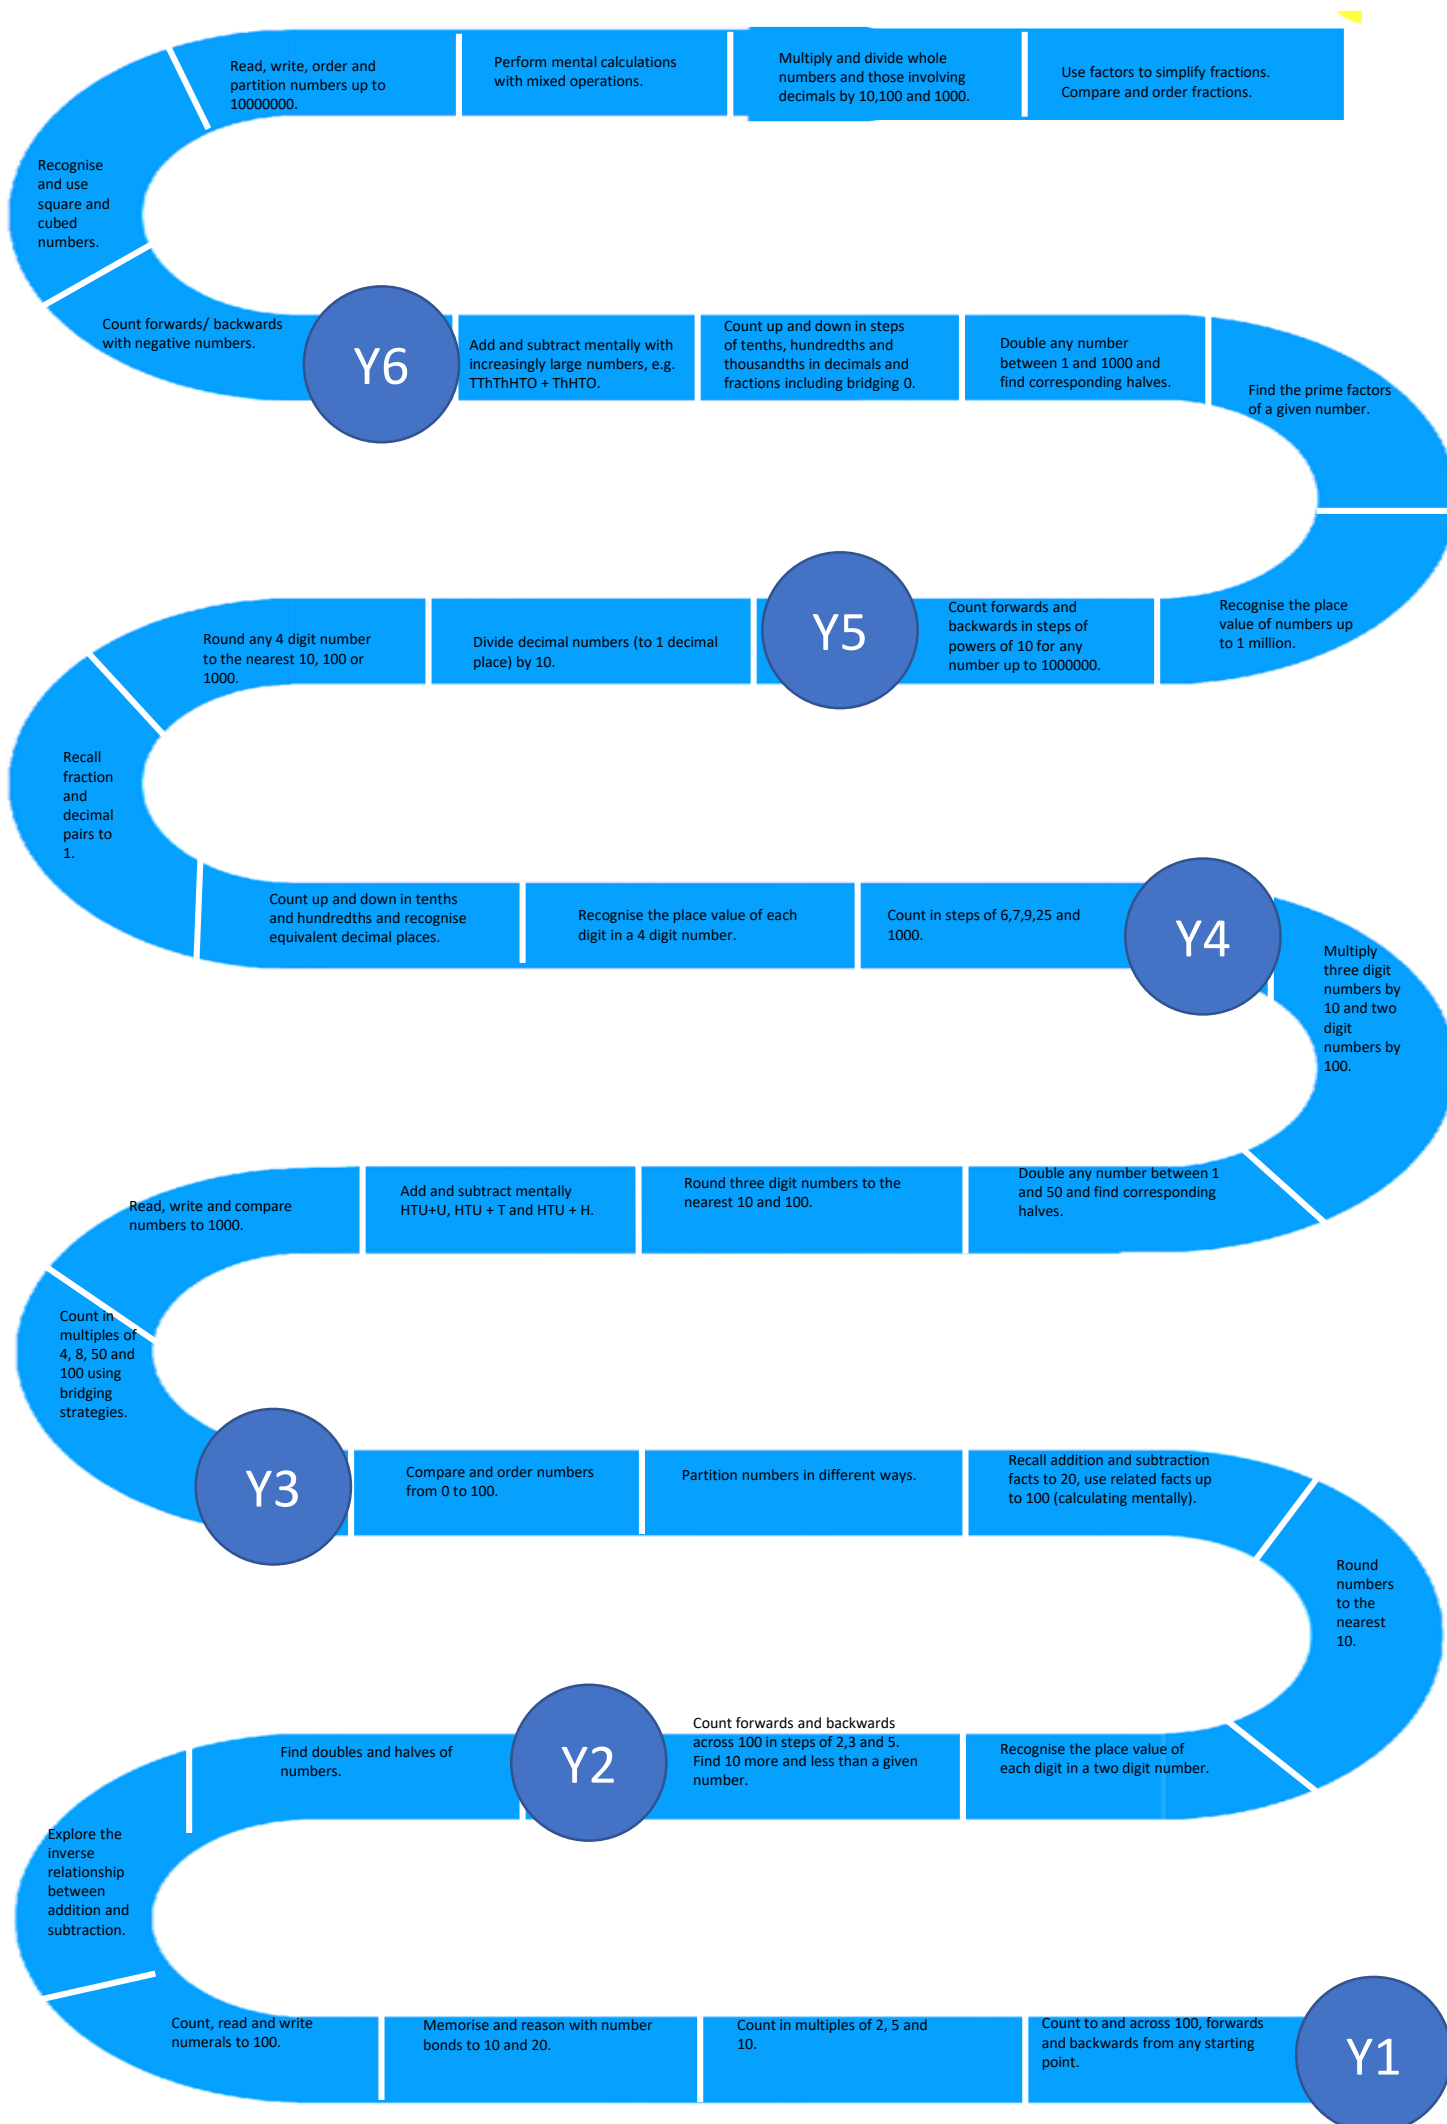 Read, write, order and
partition numbers up to
10000000.
Perform mental calculations
with mixed operations.
Multiply and divide whole
numbers and those involving
decimals by 10,100 and 1000.
Use factors to simplify fractions.
Compare and order fractions.
Recognise
and use
square and
cubed
numbers.
Count forwards/ backwards
with negative numbers.
Y6
Add and subtract mentally with
increasingly large numbers, e.g.
TThThHTO + ThHTO.
Count up and down in steps
of tenths, hundredths and
thousandths in decimals and
fractions including bridging 0.
Double any number
between 1 and 1000 and
find corresponding halves.
Find the prime factors
of a given number.
Round any 4 digit number
to the nearest 10, 100 or
1000.
Divide decimal numbers (to 1 decimal
place) by 10.
Y5
Count forwards and
backwards in steps of
powers of 10 for any
number up to 1000000.
Recognise the place
value of numbers up
to 1 million.
Recall
fraction
and
decimal
pairs to
1.
Count up and down in tenths
and hundredths and recognise
equivalent decimal places.
Recognise the place value of each
digit in a 4 digit number.
Count in steps of 6,7,9,25 and
1000.
Y4
Multiply
three digit
numbers by
10 and two
digit
numbers by
100.
Read, write and compare
numbers to 1000.
Add and subtract mentally
HTU+U, HTU + T and HTU + H.
Round three digit numbers to the
nearest 10 and 100.
Double any number between 1
and 50 and find corresponding
halves.
Count in
multiples of
4, 8, 50 and
100 using
bridging
strategies.
Y3
Compare and order numbers
from 0 to 100.
Partition numbers in different ways.
Recall addition and subtraction
facts to 20, use related facts up
to 100 (calculating mentally).
Round
numbers
to the
nearest
10.
Find doubles and halves of
numbers.
Y2
Count forwards and backwards
across 100 in steps of 2,3 and 5.
Find 10 more and less than a given
number.
Recognise the place value of
each digit in a two digit number.
Explore the
inverse
relationship
between
addition and
subtraction.
Count, read and write
numerals to 100.
Memorise and reason with number
bonds to 10 and 20.
Count in multiples of 2, 5 and
10.
Count to and across 100, forwards
and backwards from any starting
point.
Y1